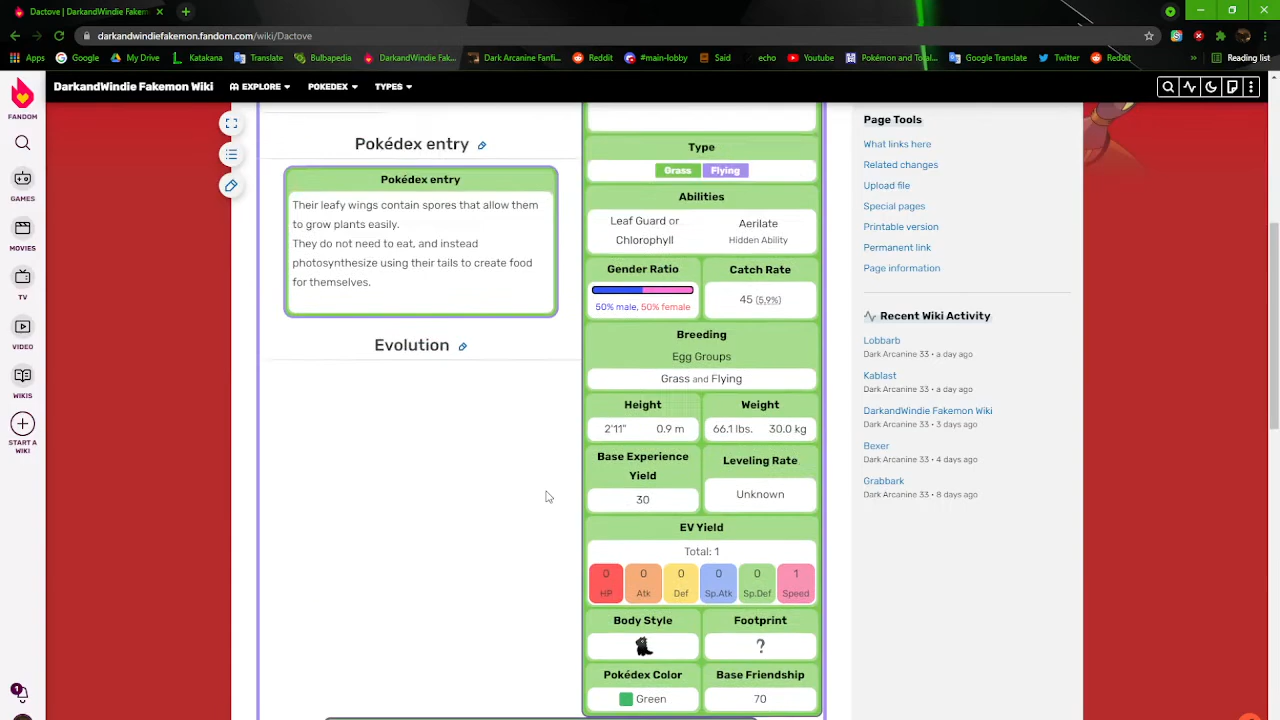 Dactove | DarkandWindie Fakem
darkandwindiefakemon.fandom.com/wiki/Dactove
Apps Google My Drive Katakana Translate Bulbapedia DarkandWindie Fakem... Dark Arcanine Fanfi... Reddit #main-lobby Said echo Youtube Pokémon and Total... Google Translate Twitter Reddit » Reading list
DarkandWindie Fakemon Wiki EXPLORE POKEDEX TYPES
FANDOM
GAMES
MOVIES
TV
VIDEO
WIKIS
START A
WIKI
1
Pokédex entry
Pokédex entry
Their leafy wings contain spores that allow them
to grow plants easily.
They do not need to eat, and instead
photosynthesize using their tails to create food
for themselves.
Evolution
Type
Grass Flying
Abilities
Leaf Guard or
Chlorophyll
Aerilate
Hidden Ability
Gender Ratio
50% male, 50% female
Catch Rate
45 (5.9%)
Breeding
Egg Groups
Grass and Flying
Height
2'11" 0.9 m
Weight
66.1 lbs. 30.0 kg
Base Experience
Yield
30
Leveling Rate
Unknown
EV Yield
Total: 1
0 0 0 0 0 1
HP Atk Def Sp.Atk Sp.Def Speed
Body Style
Footprint
?
Pokédex Color
Green
Base Friendship
70
Page Tools
What links here
Related changes
Upload file
Special pages
Printable version
Permanent link
Page information
Recent Wiki Activity
Lobbarb
Dark Arcanine 33 • a day ago
Kablast
Dark Arcanine 33 • a day ago
DarkandWindie Fakemon Wiki
Dark Arcanine 33 • 3 days ago
Bexer
Dark Arcanine 33 • 4 days ago
Grabbark
Dark Arcanine 33 • 8 days ago